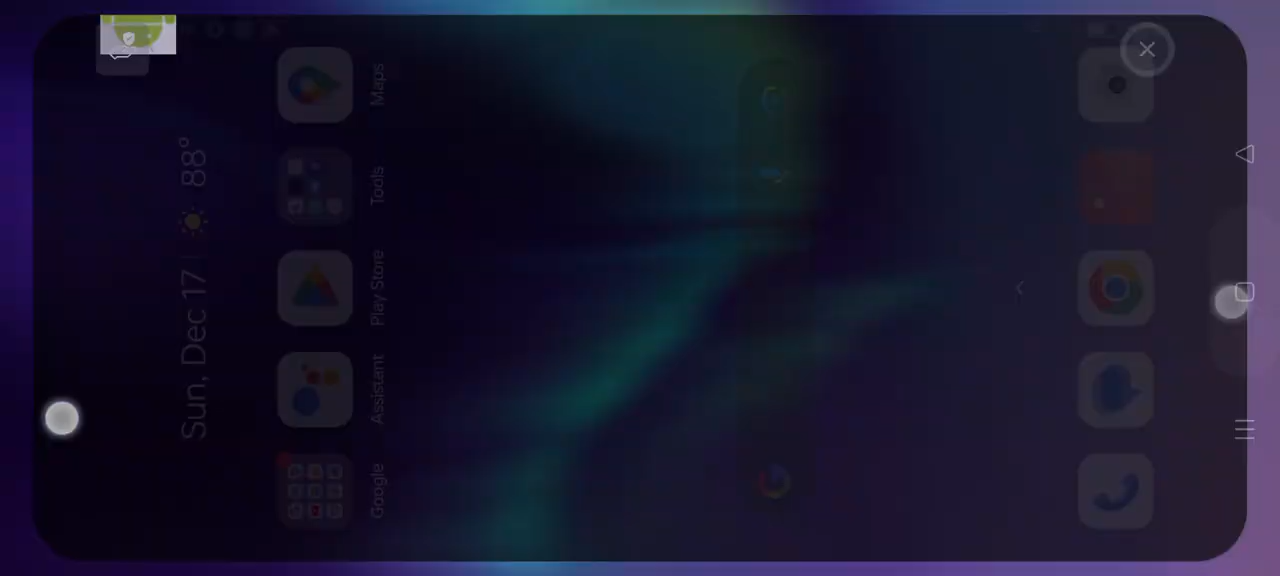 Sun, Dec 17 | 88°
Maps
Tools
Play Store
Assistant
Google